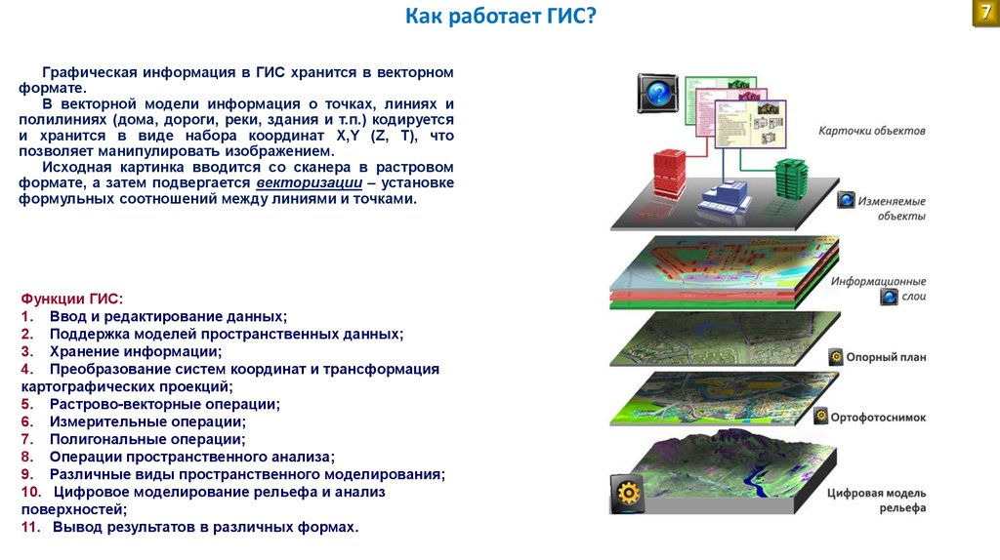 Как работает ГИС?
7
Графическая информация в ГИС хранится в векторном
формате.
В векторной модели информация о точках, линиях и
полилиниях (дома, дороги, реки, здания и т.п.) кодируется
и хранится в виде набора координат X,Y (Z, T), что
позволяет манипулировать изображением.
Исходная картинка вводится со сканера в растровом
формате, а затем подвергается векторизации – установке
формульных соотношений между линиями и точками.
Функции ГИС:
1. Ввод и редактирование данных;
2. Поддержка моделей пространственных данных;
3. Хранение информации;
4. Преобразование систем координат и трансформация
картографических проекций;
5. Растрово-векторные операции;
6. Измерительные операции;
7. Полигональные операции;
8. Операции пространственного анализа;
9. Различные виды пространственного моделирования;
10. Цифровое моделирование рельефа и анализ
поверхностей;
11. Вывод результатов в различных формах.
Карточки объектов
Изменяемые
объекты
Информационные
слои
Опорный план
Ортофотоснимок
Цифровая модель
рельефа